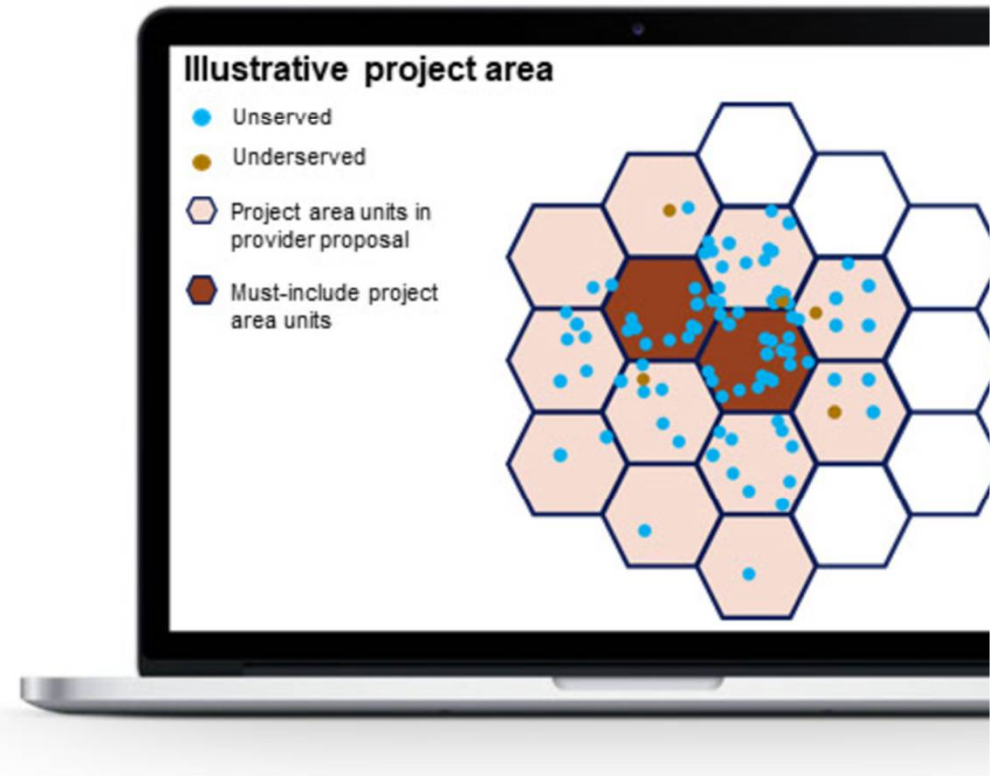 Illustrative project area
Unserved
Underserved
Project area units in
provider proposal
Must-include project
area units